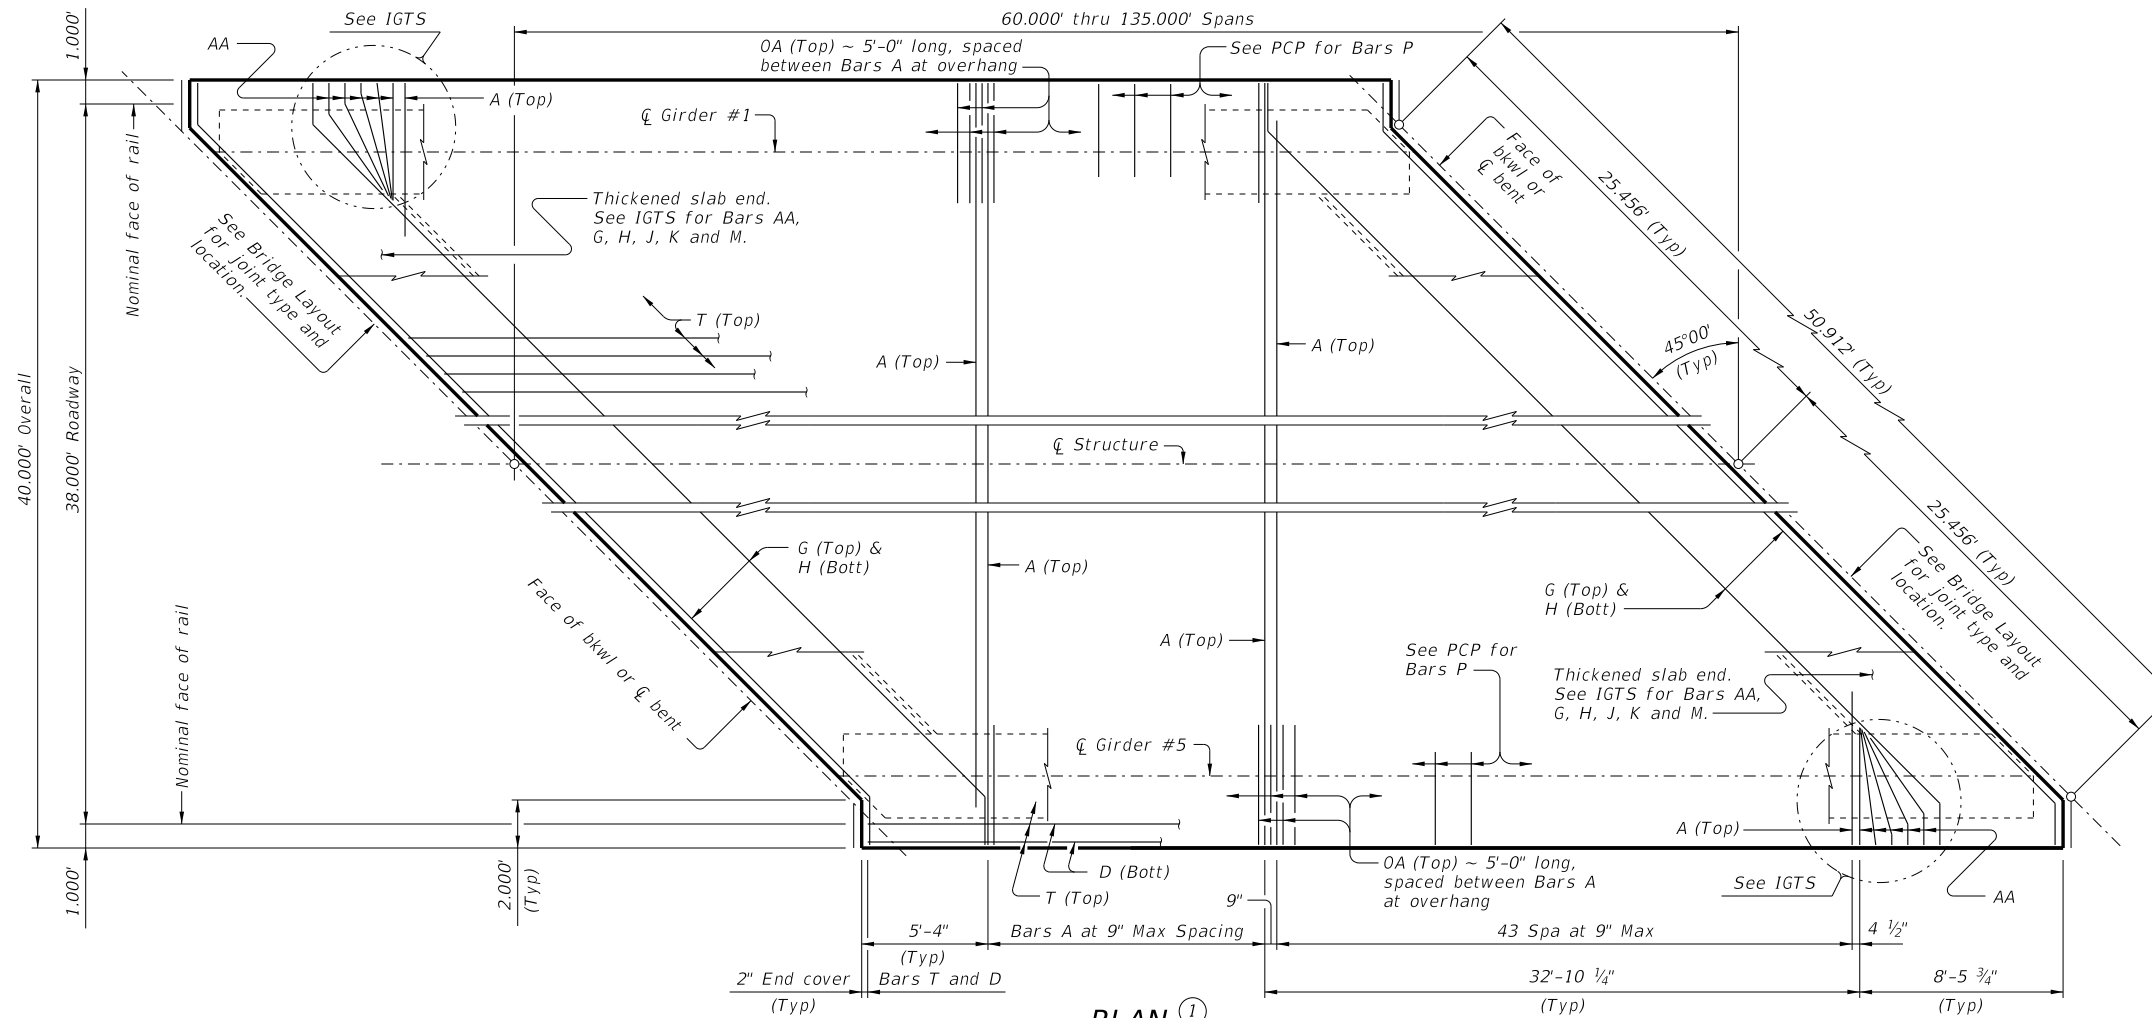 See IGTS
60.000' thru 135.000' Spans
1.000'
AA
OA (Top) ~ 5'-0" long, spaced
between Bars A at overhang
See PCP for Bars P
A (Top)
℄ Girder #1
Face of
bkwl or
℄ bent
25.456' (Typ)
Nominal face of rail
Thickened slab end.
See IGTS for Bars AA,
G, H, J, K and M.
See Bridge Layout
for joint type and
location.
T (Top)
A (Top)
A (Top)
45°00'
(Typ)
50.912' (Typ)
40.000' Overall
38.000' Roadway
℄ Structure
25.456' (Typ)
G (Top) &
H (Bott)
A (Top)
G (Top) &
H (Bott)
See Bridge Layout
for joint type and
location.
Face of bkwl or ℄ bent
Nominal face of rail
A (Top)
See PCP for
Bars P
Thickened slab end.
See IGTS for Bars AA,
G, H, J, K and M.
℄ Girder #5
A (Top)
1.000'
2.000'
(Typ)
D (Bott)
T (Top)
OA (Top) ~ 5'-0" long,
spaced between Bars A
at overhang
See IGTS
AA
9"
5'-4"
(Typ)
Bars A at 9" Max Spacing
43 Spa at 9" Max
4 ½"
2" End cover
(Typ)
Bars T and D
32'-10 ¼"
(Typ)
8'-5 ¾"
(Typ)
PLAN 1